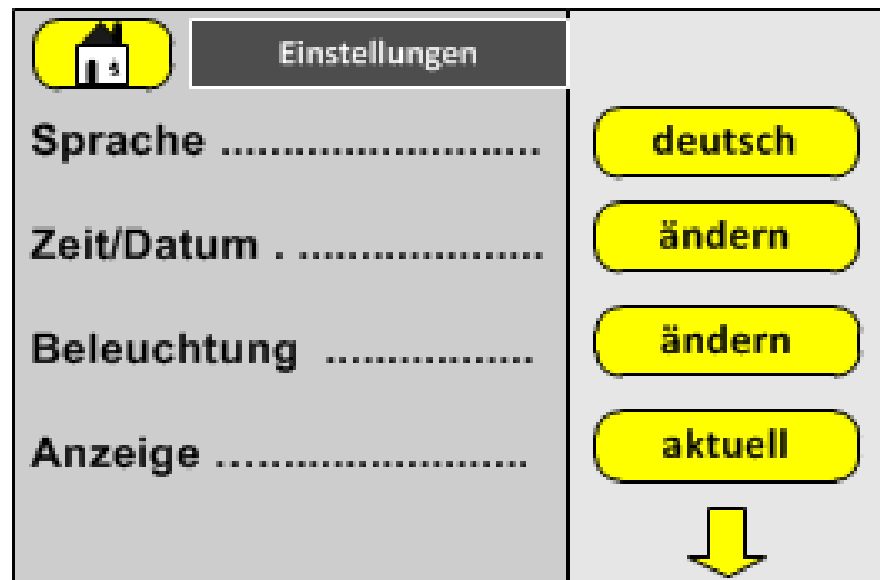 Einstellungen
Sprache .......................... deutsch
Zeit/Datum . .................... ändern
Beleuchtung ................. ändern
Anzeige .......................... aktuell